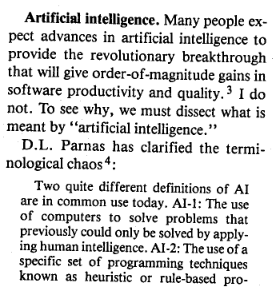 Artificial intelligence. Many people ex-
pect advances in artificial intelligence to
provide the revolutionary breakthrough
that will give order-of-magnitude gains in
software productivity and quality.³ I do
not. To see why, we must dissect what is
meant by “artificial intelligence.”
D.L. Parnas has clarified the termi-
nological chaos⁴:
Two quite different definitions of AI
are in common use today. AI-1: The use
of computers to solve problems that
previously could only be solved by apply-
ing human intelligence. AI-2: The use of a
specific set of programming techniques
known as heuristic or rule-based pro-